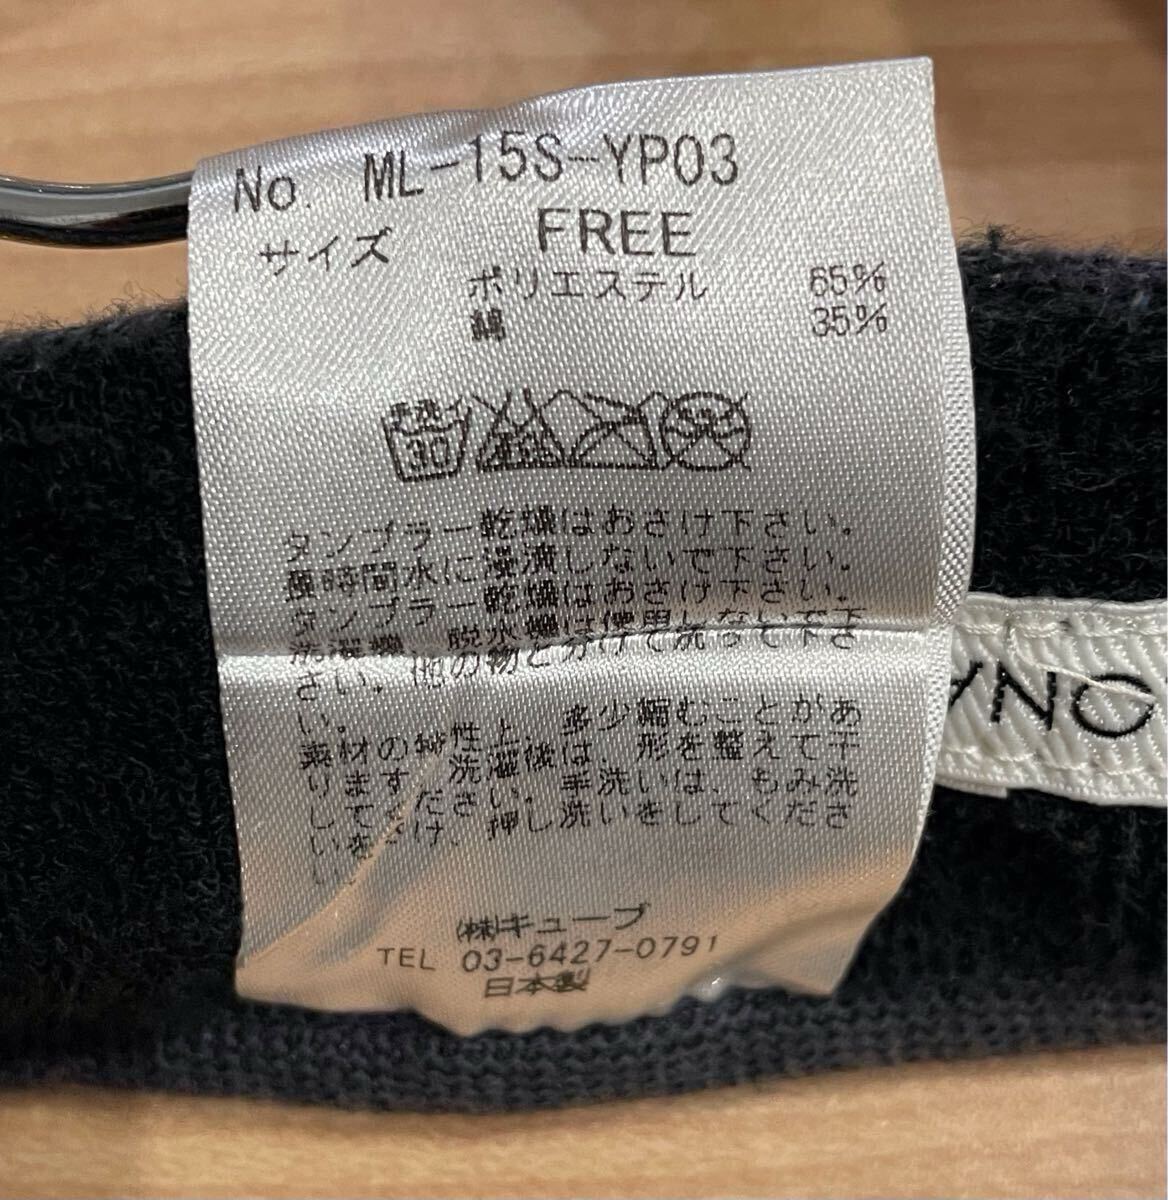 No. ML-15S-YP03
サイズ FREE
ポリエステル 65%
綿 35%
手洗イ
30
タンブラー乾燥はおさけ下さい。
長時間水に浸漬しないで下さい。
タンブラー乾燥はおさけ下さい。
洗濯機、脱水機は使用しないで下
さい。他の物と分けて洗って下さ
い。
素材の特性上、多少縮むことがあ
ります。洗濯後は、形を整えて干
してください。手洗いは、もみ洗
いをさけ、押し洗いをしてくださ
い。
㈱キューブ
TEL 03-6427-0791
日本製